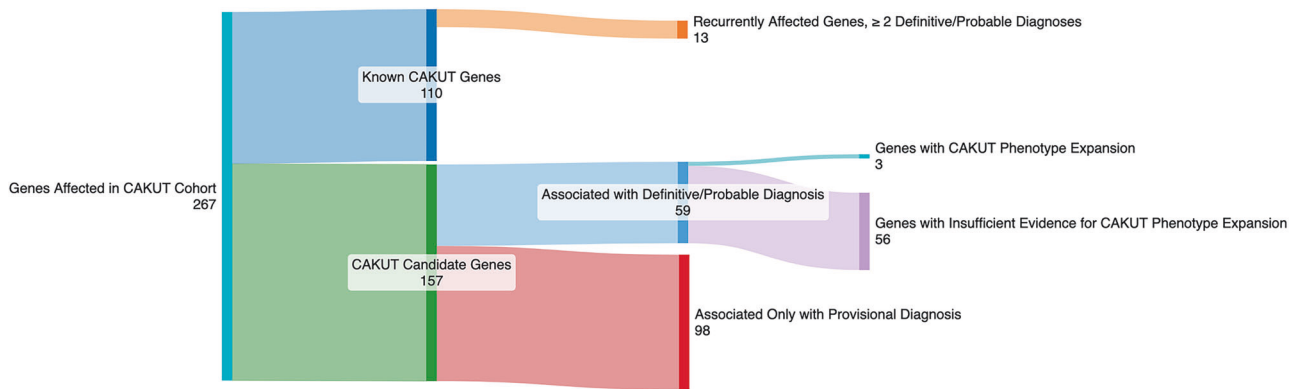 Genes Affected in CAKUT Cohort
267
Known CAKUT Genes
110
CAKUT Candidate Genes
157
Recurrently Affected Genes, ≥ 2 Definitive/Probable Diagnoses
13
Associated with Definitive/Probable Diagnosis
59
Associated Only with Provisional Diagnosis
98
Genes with CAKUT Phenotype Expansion
3
Genes with Insufficient Evidence for CAKUT Phenotype Expansion
56